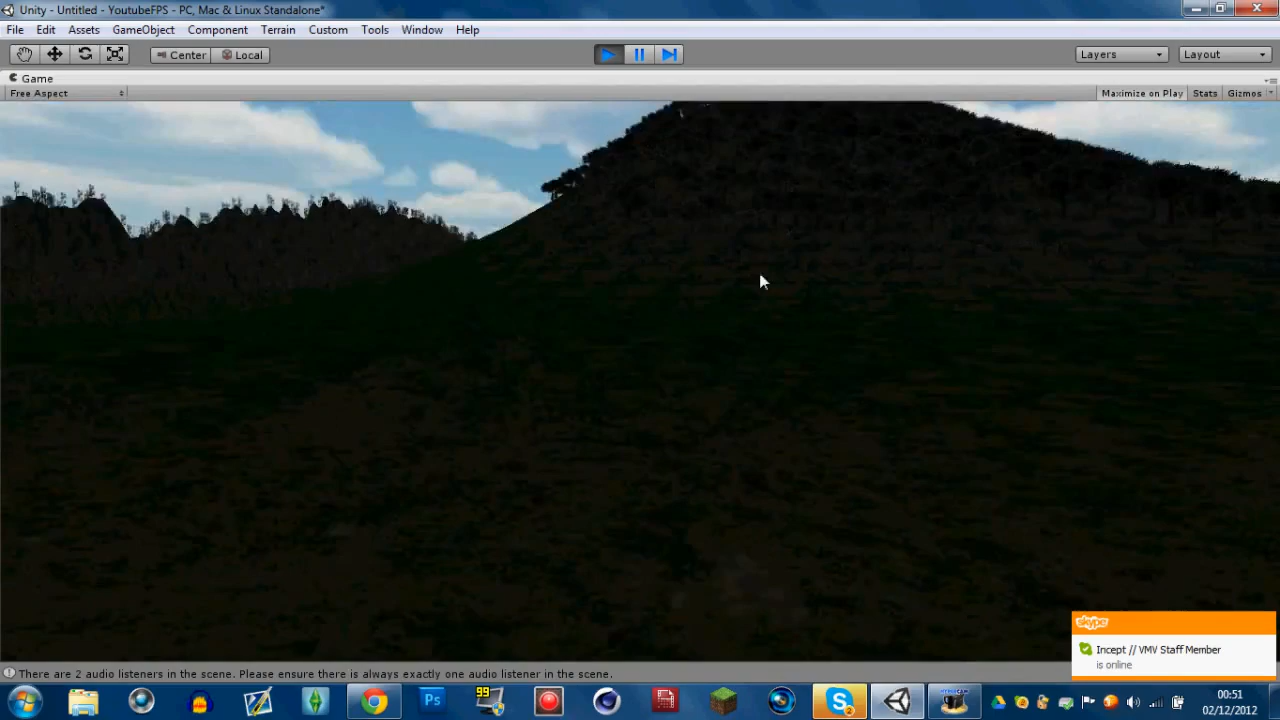 Unity - Untitled - YoutubeFPS - PC, Mac & Linux Standalone*
File Edit Assets GameObject Component Terrain Custom Tools Window Help
Center Local Layers Layout
Game
Free Aspect Maximize on Play Stats Gizmos
skype
Incept // VMV Staff Member
is online
There are 2 audio listeners in the scene. Please ensure there is always exactly one audio listener in the scene.
99
Ps
2
00:51
02/12/2012